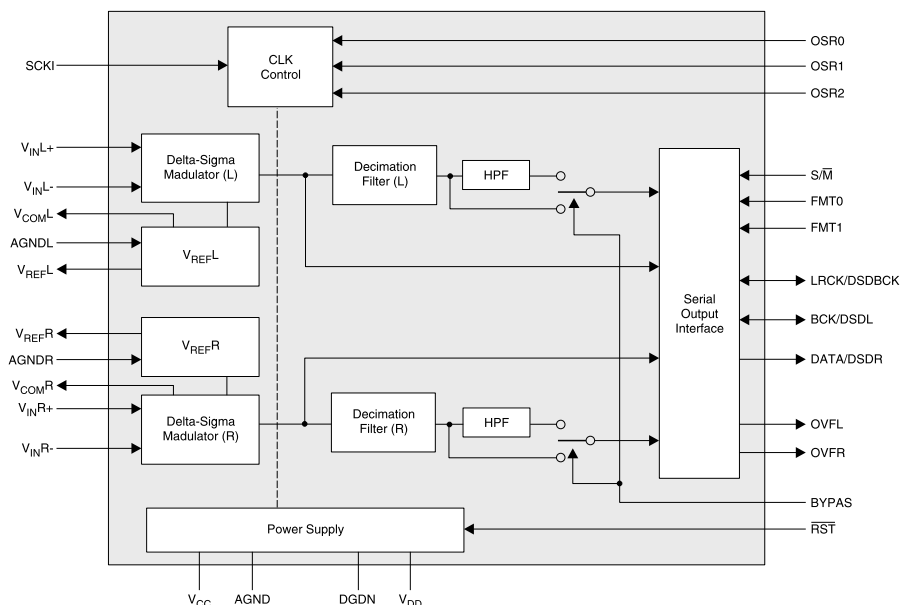 SCKI
CLK
Control
OSR0
OSR1
OSR2
VINL+
VINL-
VCOML
AGNDL
VREFL
Delta-Sigma
Madulator (L)
VREFL
Decimation
Filter (L)
HPF
VREFR
AGNDR
VCOMR
VINR+
VINR-
VREFR
Delta-Sigma
Madulator (R)
Decimation
Filter (R)
HPF
Serial
Output
Interface
S/M̅
FMT0
FMT1
LRCK/DSDBCK
BCK/DSDL
DATA/DSDR
OVFL
OVFR
BYPAS
R̅S̅T̅
Power Supply
VCC
AGND
DGDN
VDD